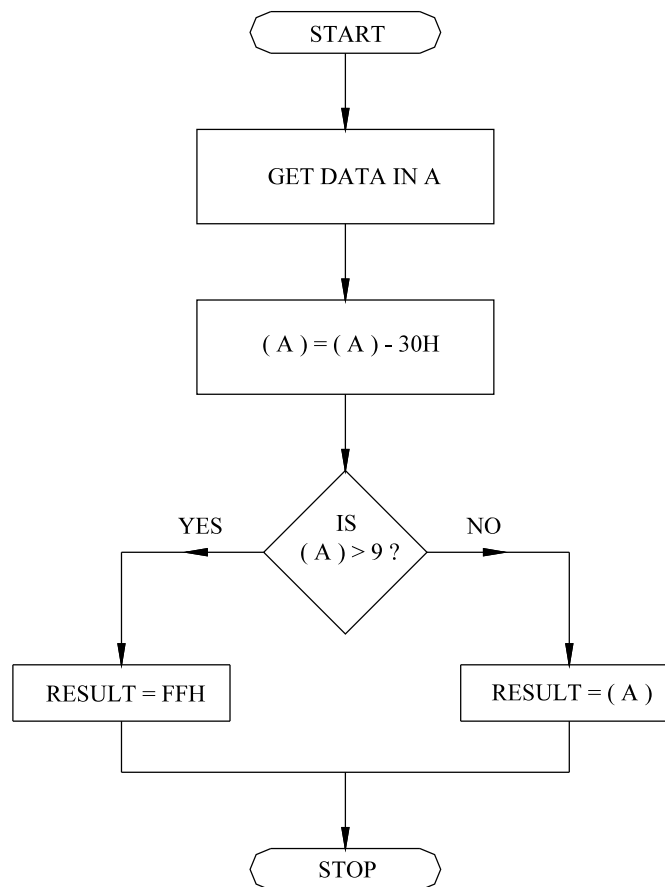 START
GET DATA IN A
( A ) = ( A ) - 30H
IS
( A ) > 9 ?
YES
NO
RESULT = FFH
RESULT = ( A )
STOP